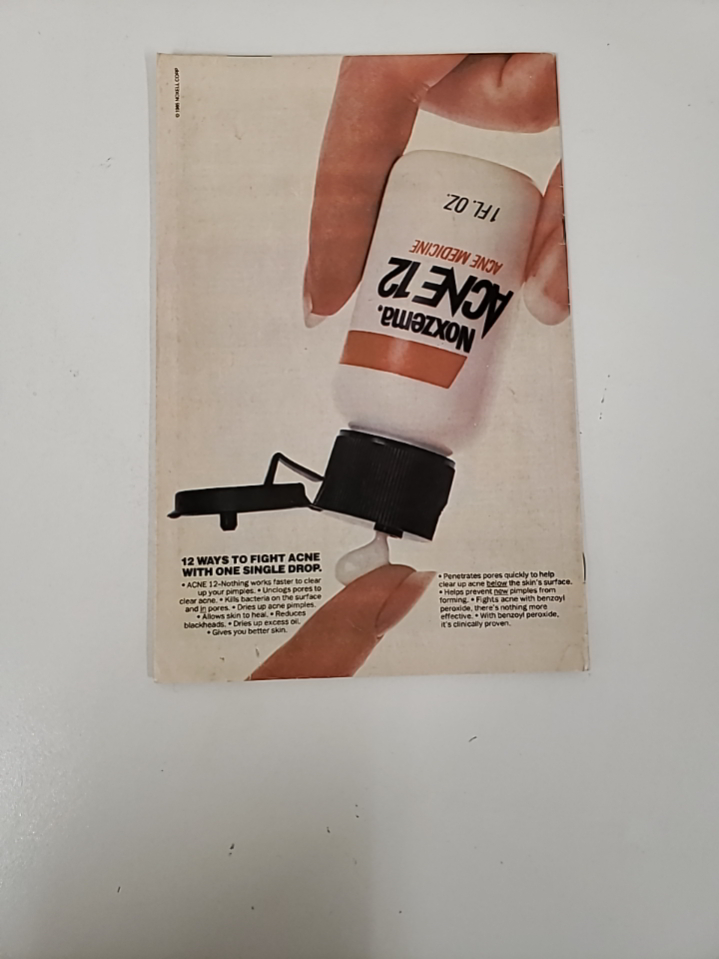 © 1985 NOXELL CORP
1 FL. OZ.
ACNE MEDICINE
ACNE 12
Noxzema®
12 WAYS TO FIGHT ACNE
WITH ONE SINGLE DROP.
• ACNE 12–Nothing works faster to clear
up your pimples. • Unclogs pores to
clear acne. • Kills bacteria on the surface
and in pores. • Dries up acne pimples.
• Allows skin to heal. • Reduces
blackheads. • Dries up excess oil.
• Gives you better skin.
• Penetrates pores quickly to help
clear up acne below the skin's surface.
• Helps prevent new pimples from
forming. • Fights acne with benzoyl
peroxide, there's nothing more
effective. • With benzoyl peroxide,
it's clinically proven.